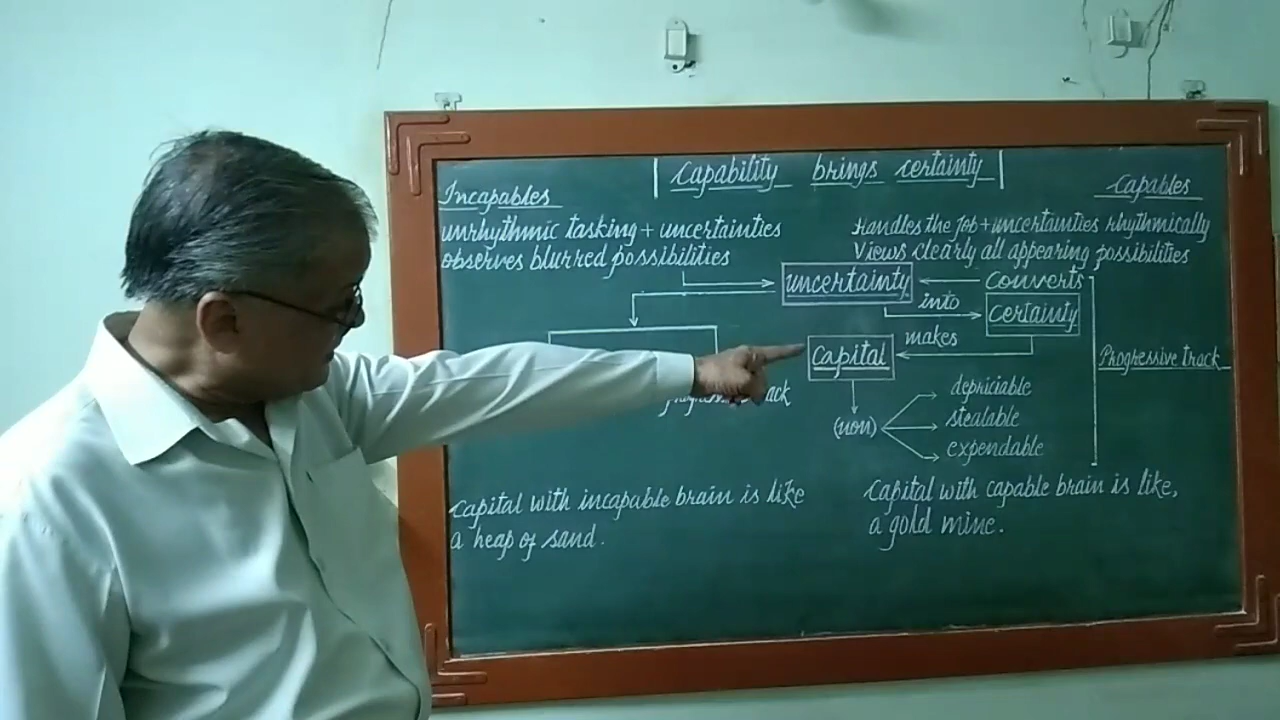 Capability brings certainty
Incapables
unrhythmic tasking + uncertainties
observes blurred possibilities
Capables
Handles the Job + uncertainties rhythmically
Views clearly all appearing possibilities
uncertainty
converts
into
certainty
makes
Capital
Progressive track
(non)
depriciable
stealable
expendable
Capital with incapable brain is like
a heap of sand.
Capital with capable brain is like,
a gold mine.